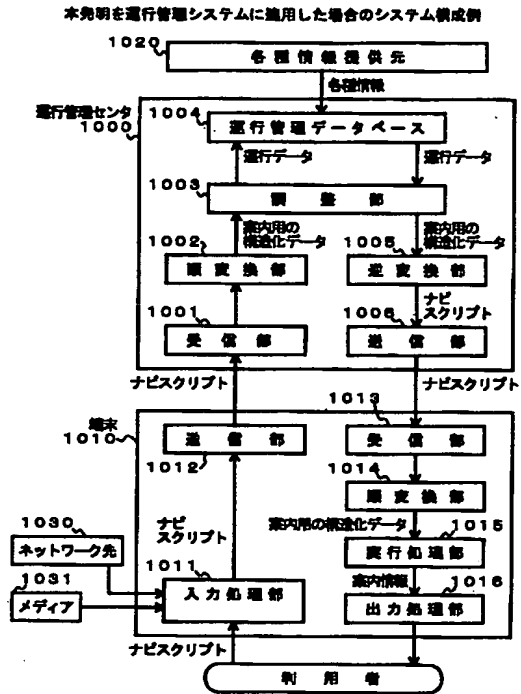 本発明を運行管理システムに適用した場合のシステム構成例
1020
各種情報提供元
各種情報
運行管理センタ
1000
1004
運行管理データベース
運行データ
運行データ
1003
調整部
案内用の
構造化データ
案内用の
構造化データ
1002
順変換部
1005
逆変換部
ナビ
スクリプト
1001
受信部
1006
送信部
ナビスクリプト
ナビスクリプト
端末
1010
1012
送信部
1013
受信部
1014
順変換部
案内用の構造化データ
ナビ
スクリプト
1015
実行処理部
案内情報
1030
ネットワーク先
1031
メディア
1011
入力処理部
1016
出力処理部
ナビスクリプト
利用者